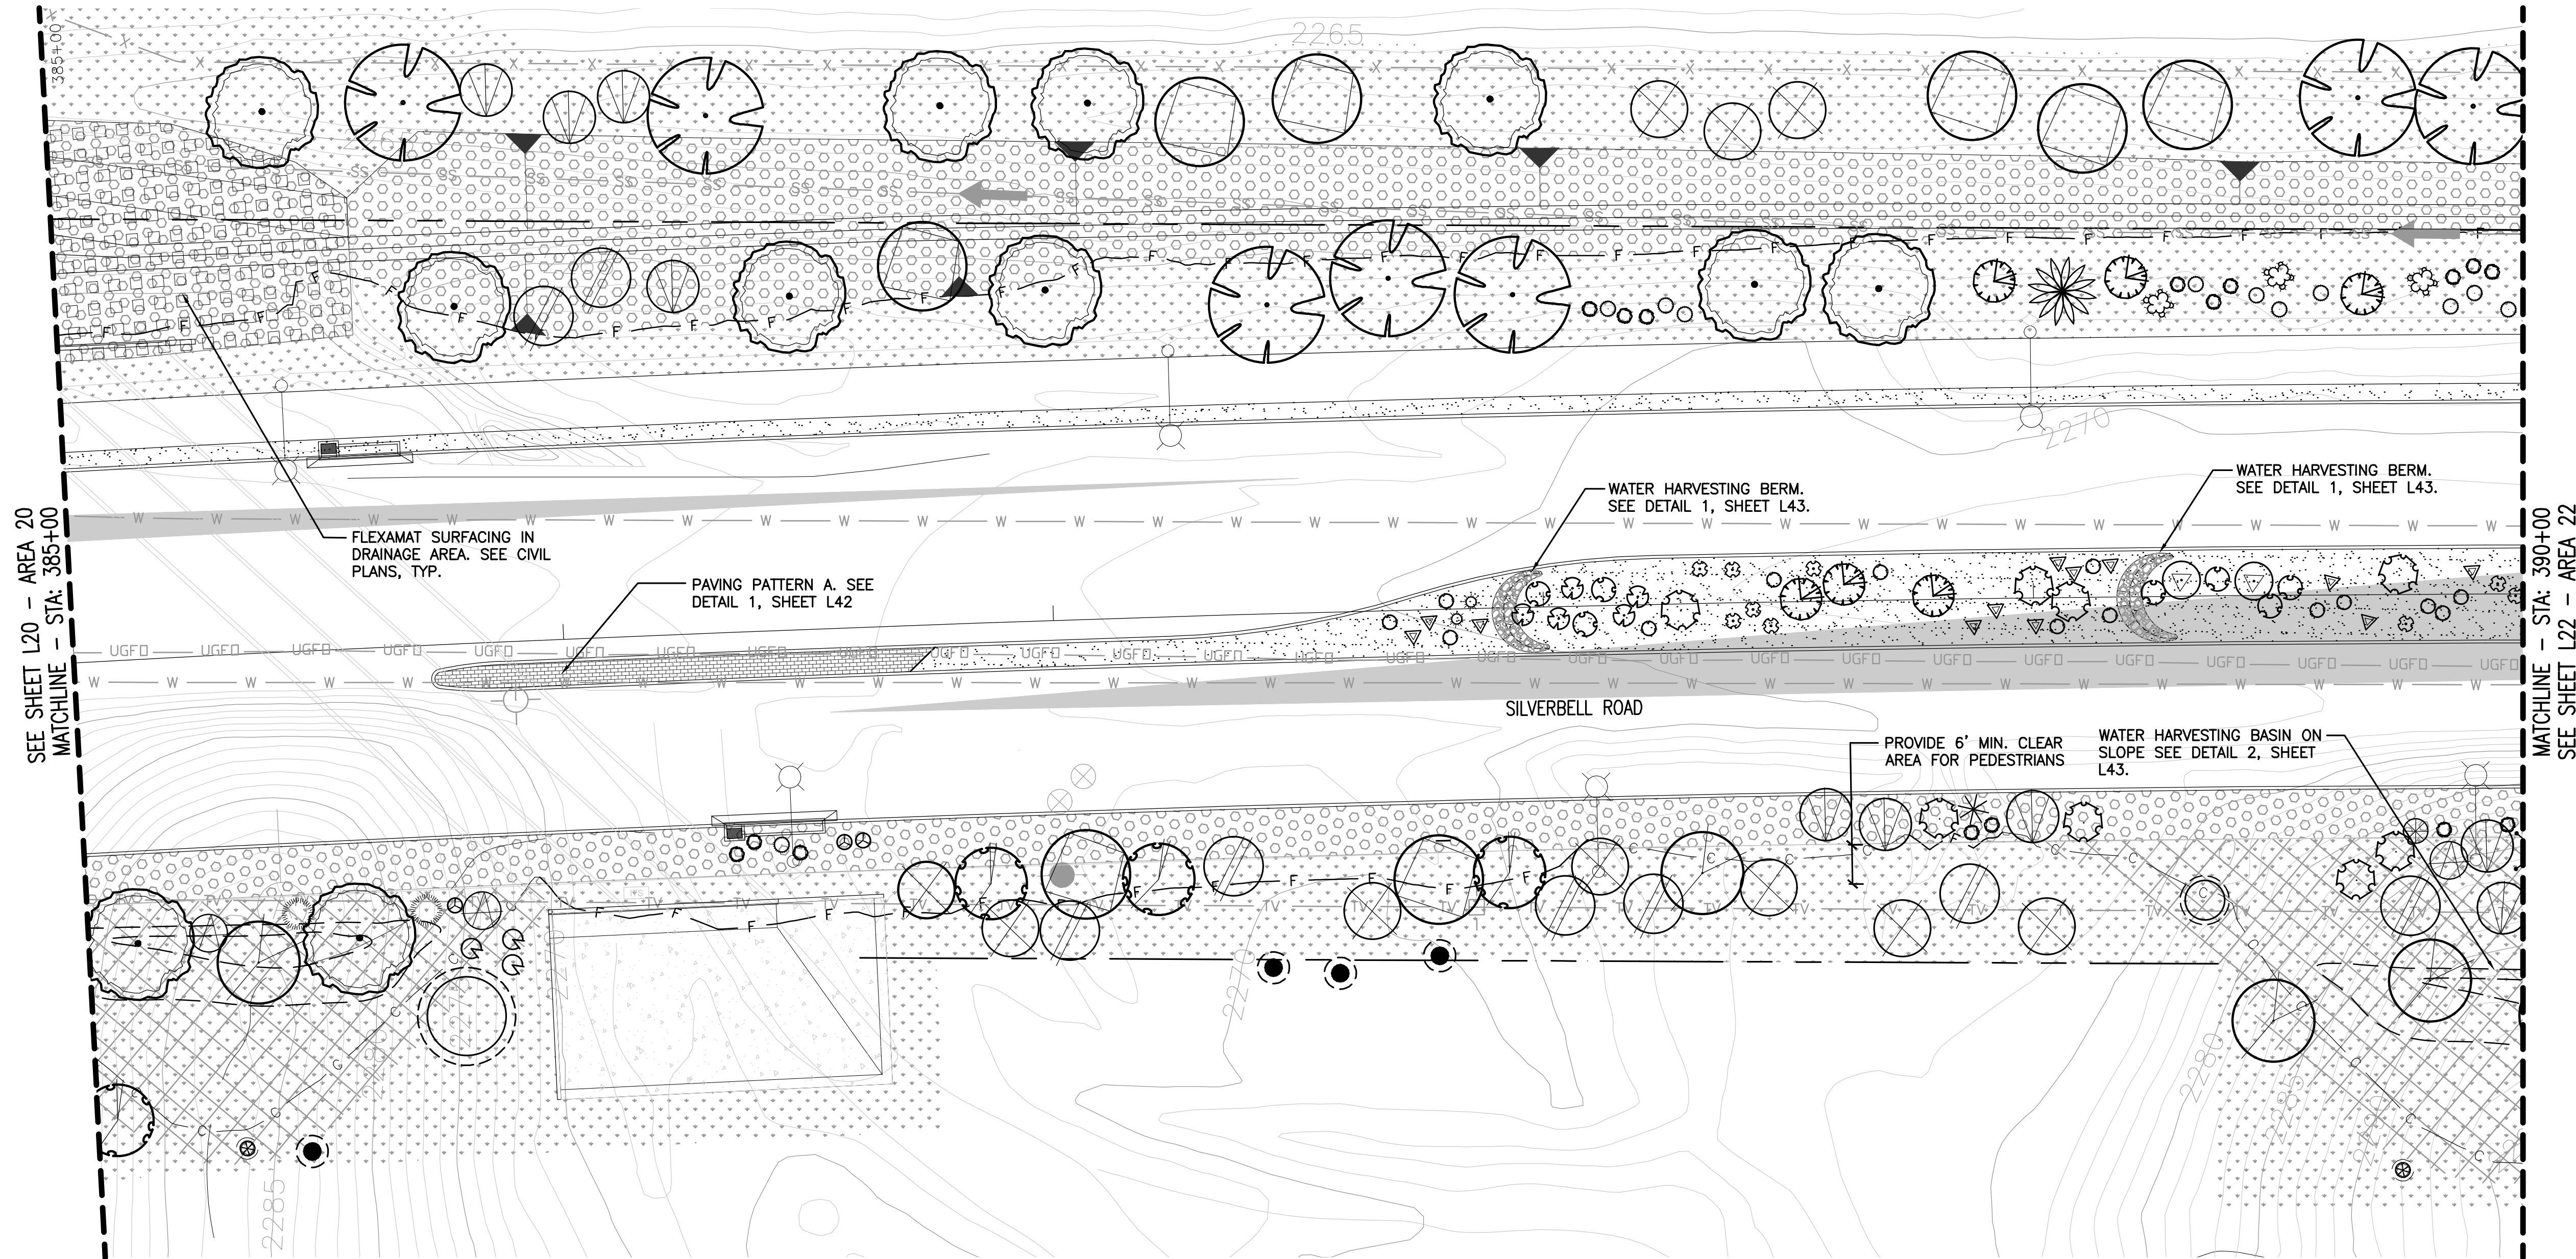 2265
385+00
2270
WATER HARVESTING BERM.
SEE DETAIL 1, SHEET L43.
WATER HARVESTING BERM.
SEE DETAIL 1, SHEET L43.
FLEXAMAT SURFACING IN
DRAINAGE AREA. SEE CIVIL
PLANS, TYP.
PAVING PATTERN A. SEE
DETAIL 1, SHEET L42
SEE SHEET L20 - AREA 20
MATCHLINE - STA: 385+00
MATCHLINE - STA: 390+00
SEE SHEET L22 - AREA 22
SILVERBELL ROAD
PROVIDE 6' MIN. CLEAR
AREA FOR PEDESTRIANS
WATER HARVESTING BASIN ON
SLOPE SEE DETAIL 2, SHEET
L43.
2270
2280
2285
2285